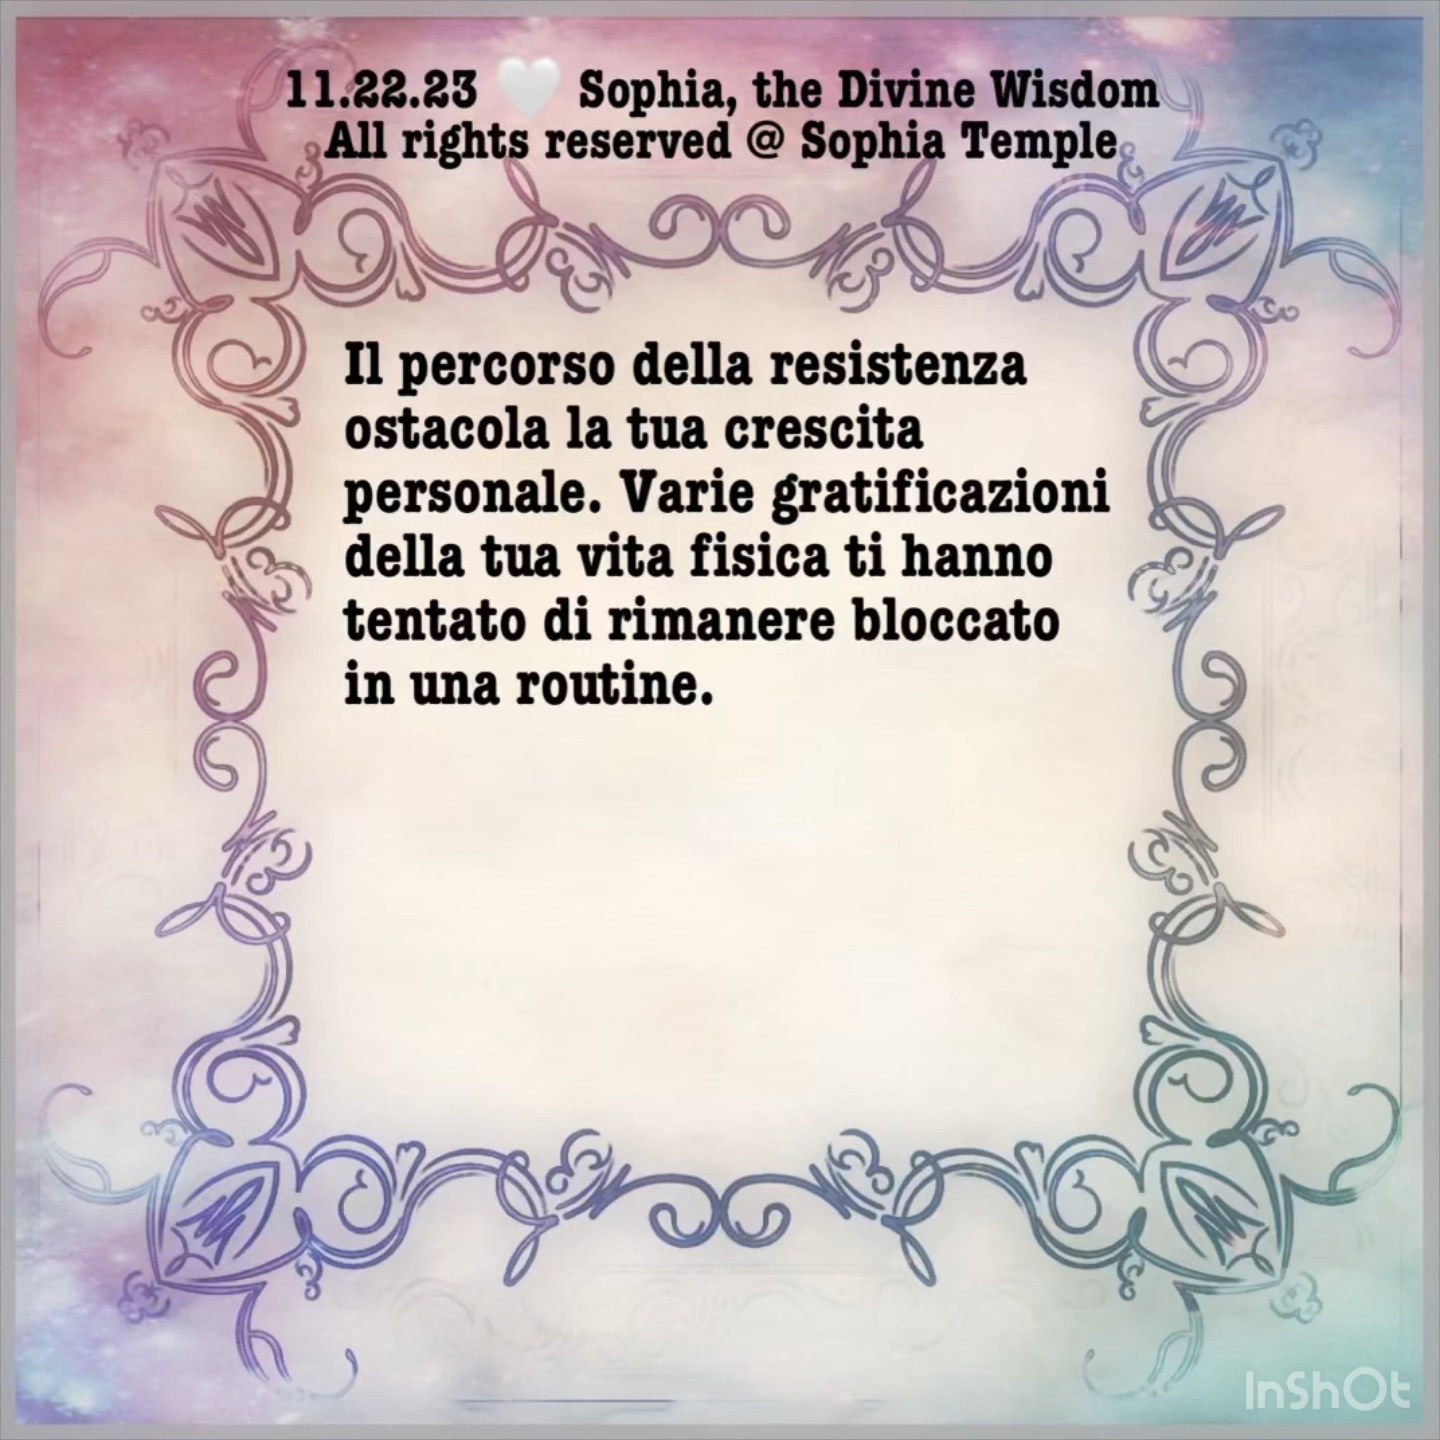 11.22.23 🤍 Sophia, the Divine Wisdom
All rights reserved @ Sophia Temple
Il percorso della resistenza
ostacola la tua crescita
personale. Varie gratificazioni
della tua vita fisica ti hanno
tentato di rimanere bloccato
in una routine.
InShOt